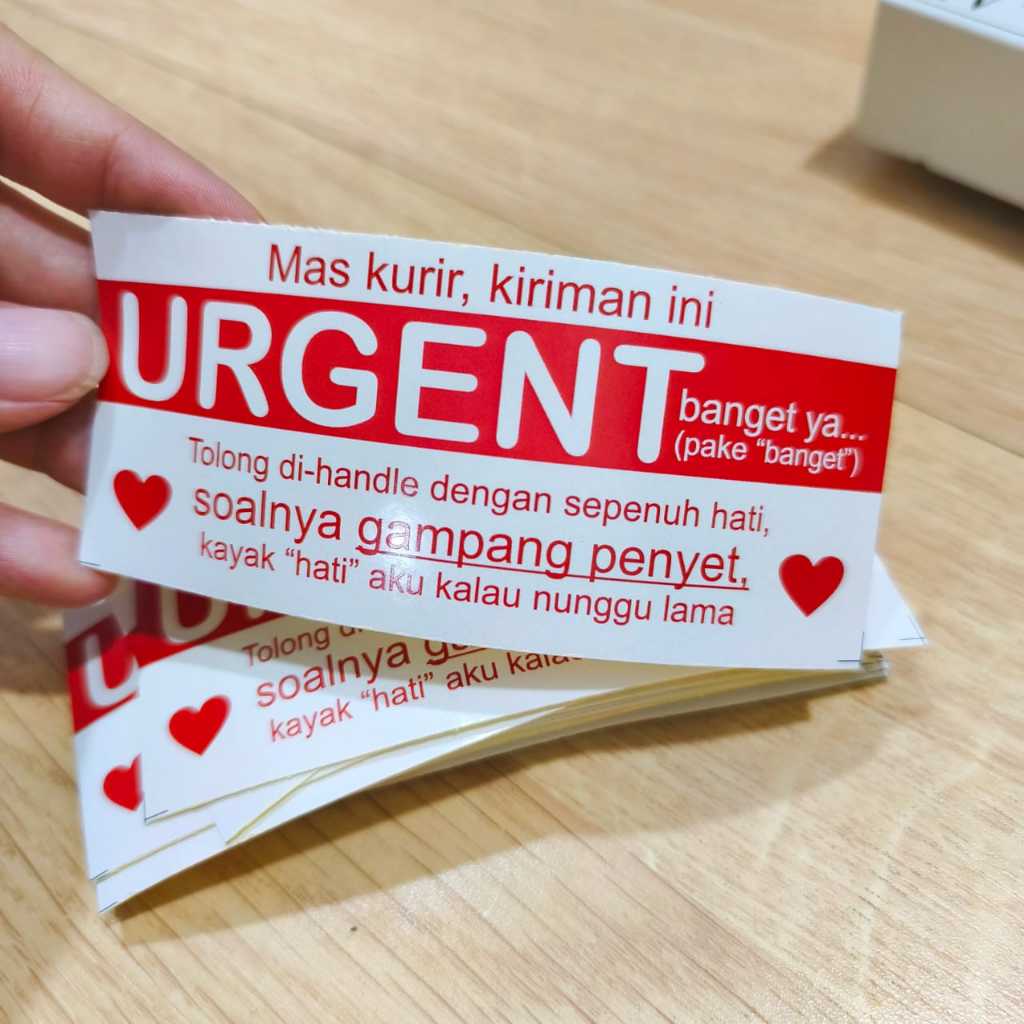 Mas kurir, kiriman ini
URGENT
banget ya...
(pake “banget”)
Tolong di-handle dengan sepenuh hati,
soalnya gampang penyet,
kayak “hati” aku kalau nunggu lama
Tolong
soalnya
kayak “hati” aku